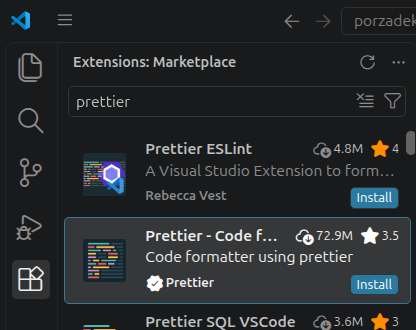 porzadek
Extensions: Marketplace
prettier
Prettier ESLint 4.8M 4
A Visual Studio Extension to form…
Rebecca Vest Install
Prettier - Code f… 72.9M 3.5
Code formatter using prettier
Prettier Install
Prettier SQL VSCode 3.6M 3